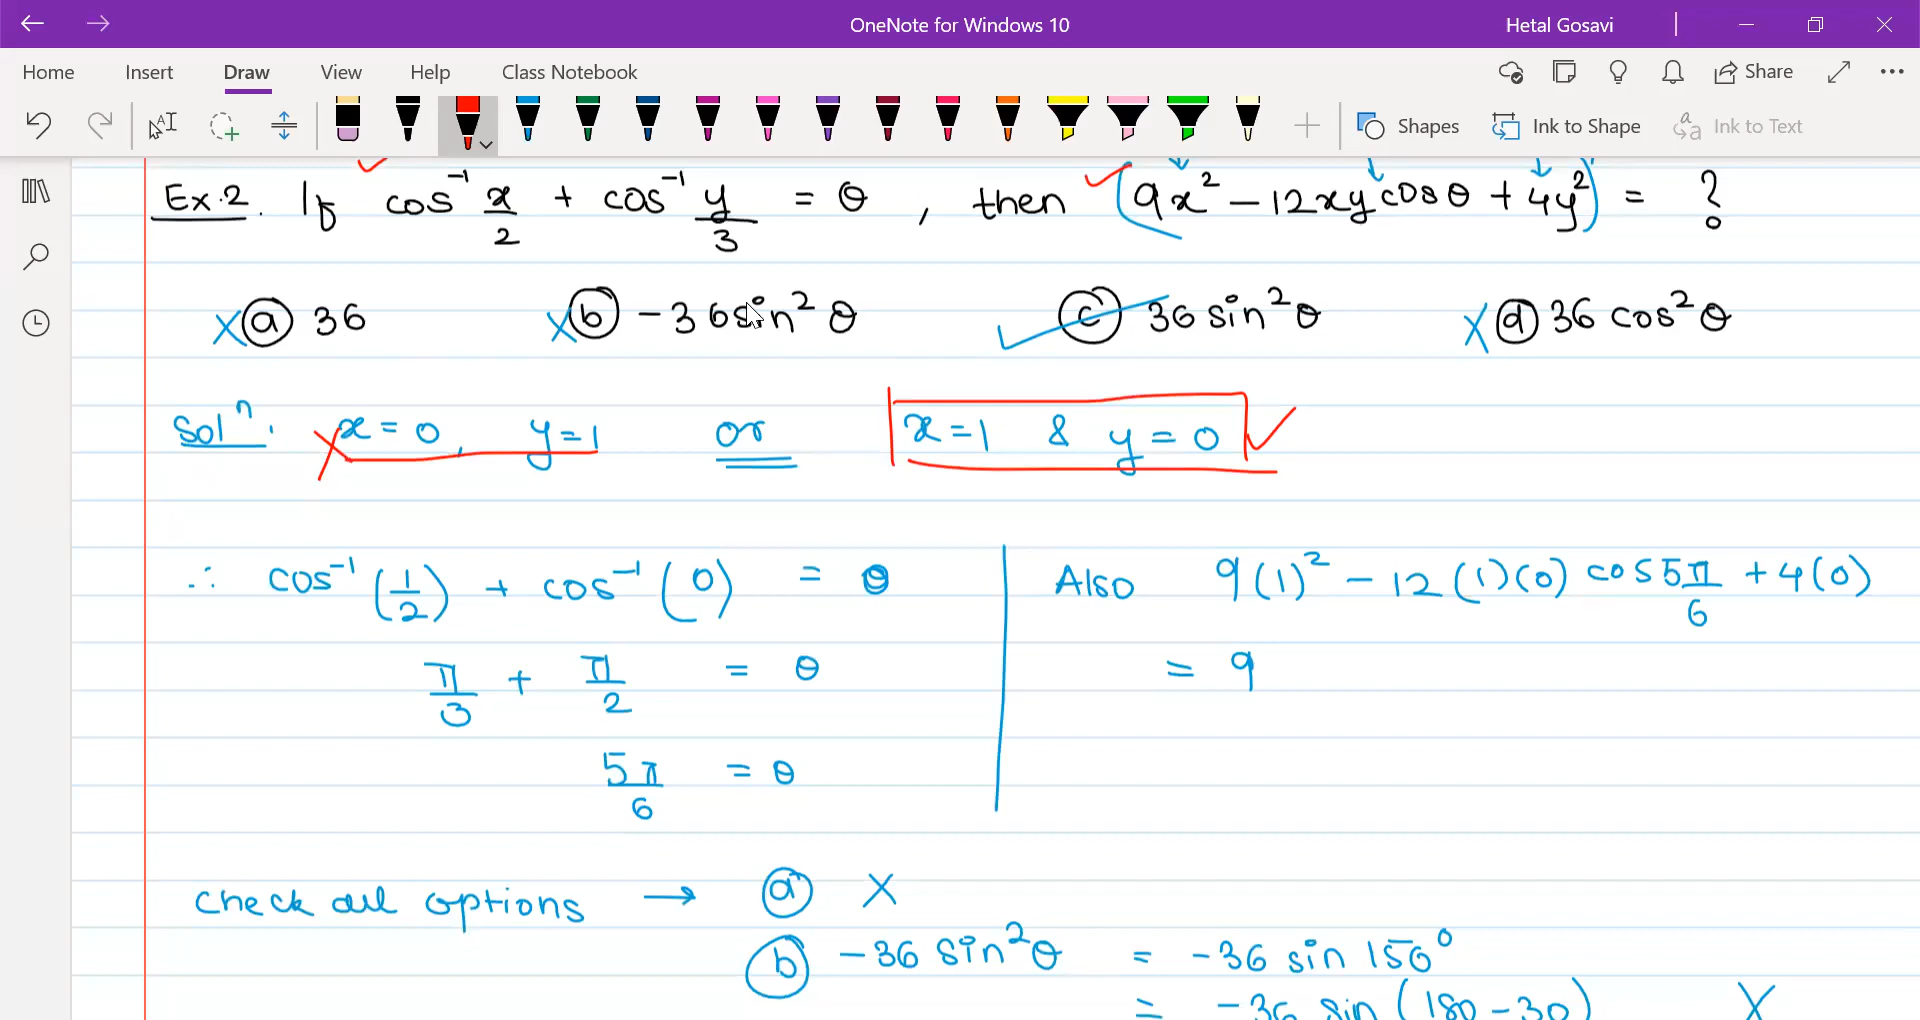 OneNote for Windows 10 Hetal Gosavi
Home Insert Draw View Help Class Notebook Share
Shapes Ink to Shape Ink to Text
Ex.2. If cos⁻¹ x/2 + cos⁻¹ y/3 = θ , then (9x² - 12xy cosθ + 4y²) = ?
X (a) 36 X (b) -36sin²θ ✓ (c) 36 sin²θ X (d) 36 cos²θ
Solⁿ. x = 0, y = 1 or x = 1 & y = 0 ✓
∴ cos⁻¹(1/2) + cos⁻¹(0) = θ
π/3 + π/2 = θ
5π/6 = θ
Also 9(1)² - 12(1)(0) cos 5π/6 + 4(0)
= 9
check all options → (a) X
(b) -36 sin²θ = -36 sin 150°
= -36 sin(180-30) X